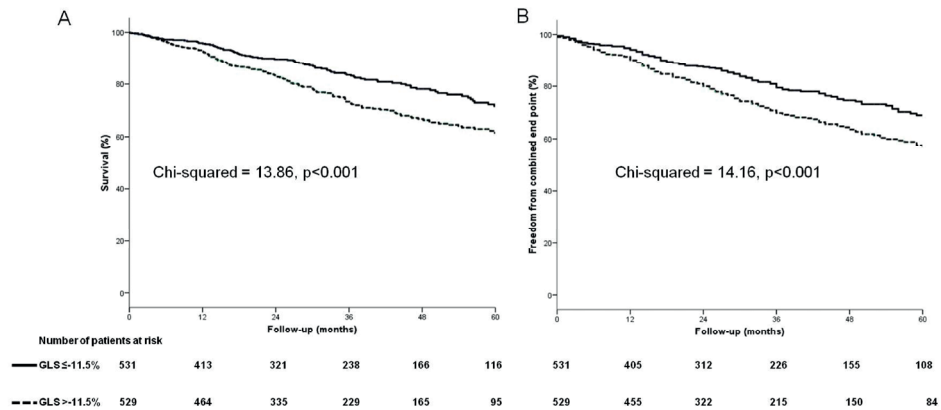 A
B
100
80
60
40
20
0
Survival (%)
Chi-squared = 13.86, p<0.001
0 12 24 36 48 60
Follow-up (months)
100
80
60
40
20
0
Freedom from combined end point (%)
Chi-squared = 14.16, p<0.001
0 12 24 36 48 60
Follow-up (months)
Number of patients at risk
GLS≤-11.5% 531 413 321 238 166 116 531 405 312 226 155 108
GLS>-11.5% 529 464 335 229 165 95 529 455 322 215 150 84